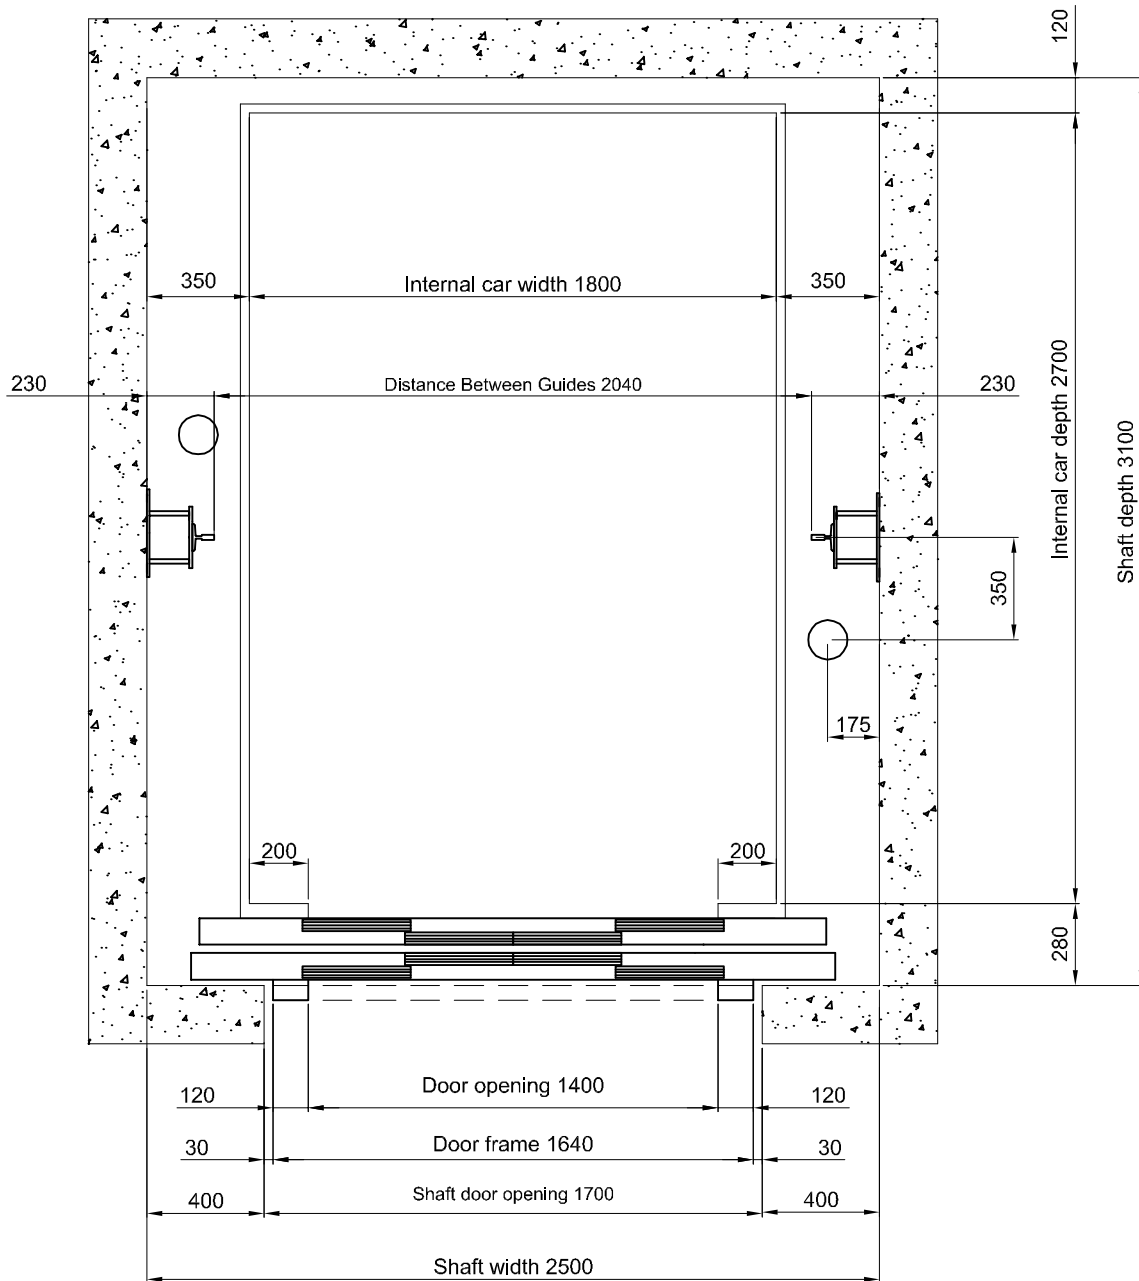 120
350
Internal car width 1800
350
230
Distance Between Guides 2040
230
Internal car depth 2700
Shaft depth 3100
350
175
200
200
280
Door opening 1400
120
120
Door frame 1640
30
30
Shaft door opening 1700
400
400
Shaft width 2500